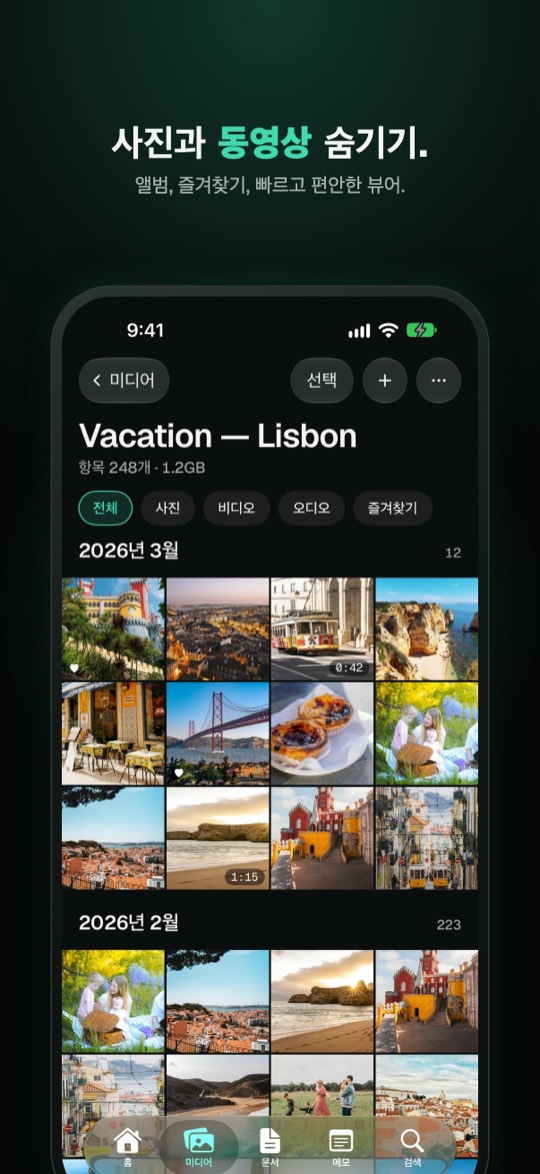 사진과 동영상 숨기기.
앨범, 즐겨찾기, 빠르고 편안한 뷰어.
9:41
미디어
선택
Vacation — Lisbon
항목 248개 · 1.2GB
전체 사진 비디오 오디오 즐겨찾기
2026년 3월 12
0:42
1:15
2026년 2월 223
홈 미디어 문서 메모 검색